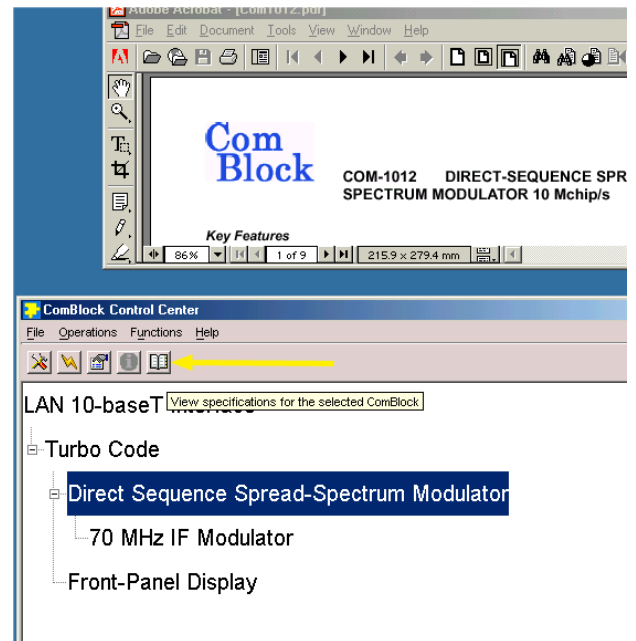 Adobe Acrobat - [Com1012.pdf]
File Edit Document Tools View Window Help
Com
Block
COM-1012 DIRECT-SEQUENCE SPR
SPECTRUM MODULATOR 10 Mchip/s
Key Features
86% 1 of 9 215.9 x 279.4 mm
ComBlock Control Center
File Operations Functions Help
View specifications for the selected ComBlock
LAN 10-baseT Interface
Turbo Code
Direct Sequence Spread-Spectrum Modulator
70 MHz IF Modulator
Front-Panel Display